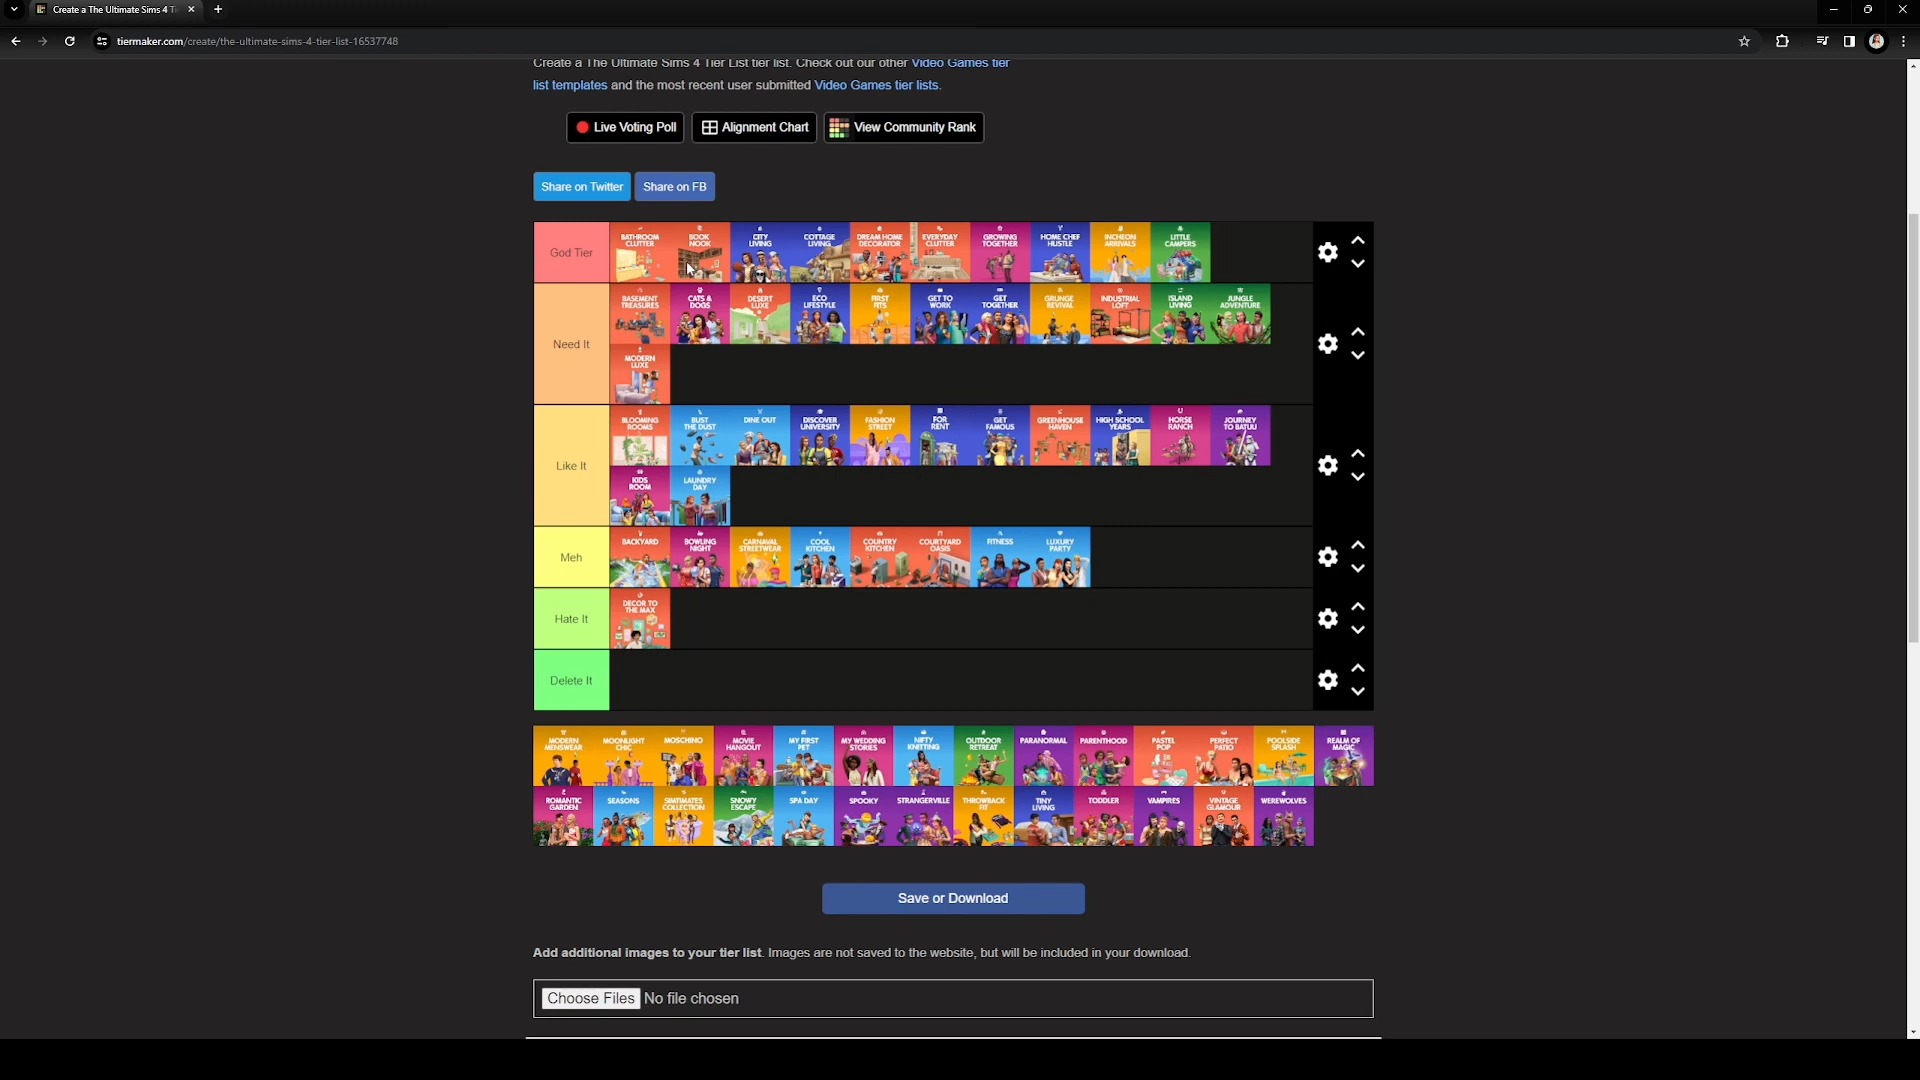 Create a The Ultimate Sims 4 T
tiermaker.com/create/the-ultimate-sims-4-tier-list-16537748
Create a The Ultimate Sims 4 Tier List tier list. Check out our other Video Games tier
list templates and the most recent user submitted Video Games tier lists.
Live Voting Poll
Alignment Chart
View Community Rank
Share on Twitter
Share on FB
God Tier
BATHROOM CLUTTER
BOOK NOOK
CITY LIVING
COTTAGE LIVING
DREAM HOME DECORATOR
EVERYDAY CLUTTER
GROWING TOGETHER
HOME CHEF HUSTLE
INCHEON ARRIVALS
LITTLE CAMPERS
Need It
BASEMENT TREASURES
CATS & DOGS
DESERT LUXE
ECO LIFESTYLE
FIRST FITS
GET TO WORK
GET TOGETHER
GRUNGE REVIVAL
INDUSTRIAL LOFT
ISLAND LIVING
JUNGLE ADVENTURE
MODERN LUXE
Like It
BLOOMING ROOMS
BUST THE DUST
DINE OUT
DISCOVER UNIVERSITY
FASHION STREET
FOR RENT
GET FAMOUS
GREENHOUSE HAVEN
HIGH SCHOOL YEARS
HORSE RANCH
JOURNEY TO BATUU
KIDS ROOM
LAUNDRY DAY
Meh
BACKYARD
BOWLING NIGHT
CARNAVAL STREETWEAR
COOL KITCHEN
COUNTRY KITCHEN
COURTYARD OASIS
FITNESS
LUXURY PARTY
Hate It
DECOR TO THE MAX
Delete It
MODERN MENSWEAR
MOONLIGHT CHIC
MOSCHINO
MOVIE HANGOUT
MY FIRST PET
MY WEDDING STORIES
NIFTY KNITTING
OUTDOOR RETREAT
PARANORMAL
PARENTHOOD
PASTEL POP
PERFECT PATIO
POOLSIDE SPLASH
REALM OF MAGIC
ROMANTIC GARDEN
SEASONS
SIMTIMATES COLLECTION
SNOWY ESCAPE
SPA DAY
SPOOKY
STRANGERVILLE
THROWBACK FIT
TINY LIVING
TODDLER
VAMPIRES
VINTAGE GLAMOUR
WEREWOLVES
Save or Download
Add additional images to your tier list. Images are not saved to the website, but will be included in your download.
Choose Files No file chosen